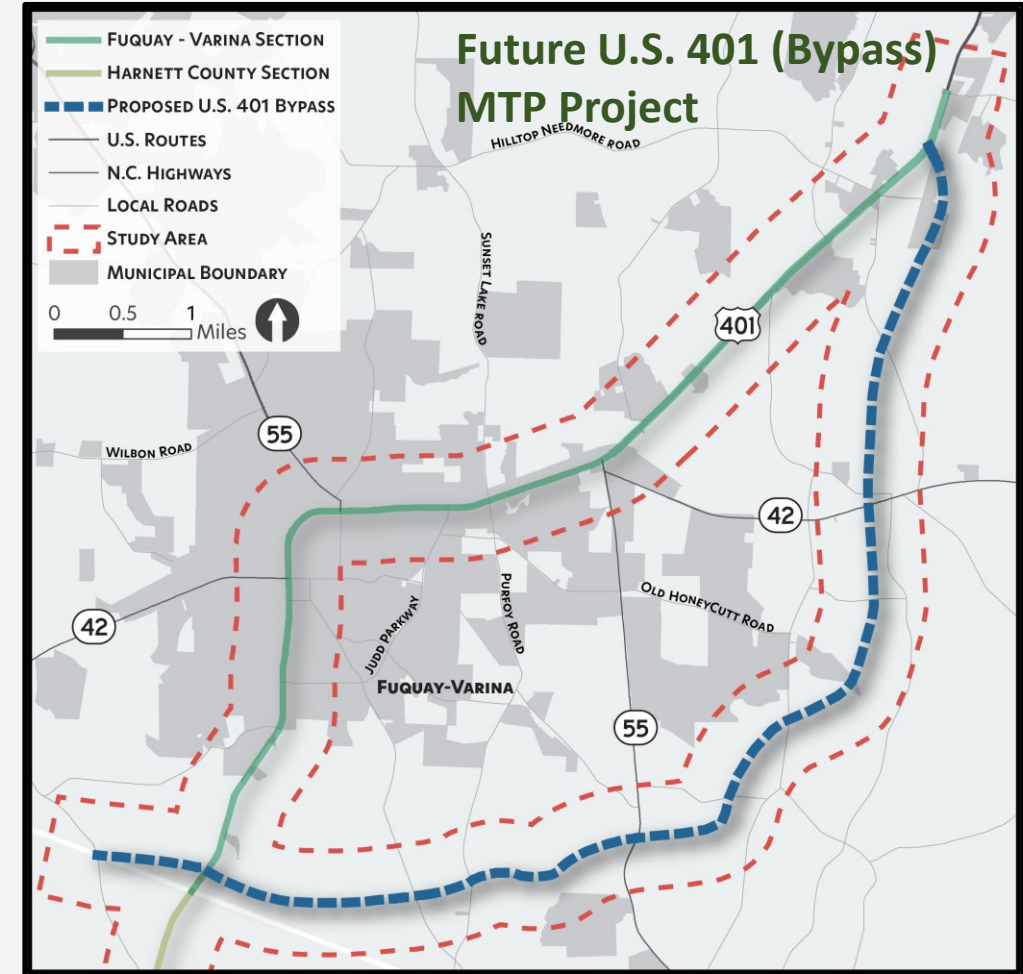 Future U.S. 401 (Bypass)
MTP Project
FUQUAY - VARINA SECTION
HARNETT COUNTY SECTION
PROPOSED U.S. 401 BYPASS
U.S. ROUTES
N.C. HIGHWAYS
LOCAL ROADS
STUDY AREA
MUNICIPAL BOUNDARY
0 0.5 1
Miles
HILLTOP NEEDMORE ROAD
SUNSET LAKE ROAD
401
55
WILBON ROAD
42
OLD HONEYCUTT ROAD
PURFOY ROAD
JUDD PARKWAY
42
FUQUAY-VARINA
55